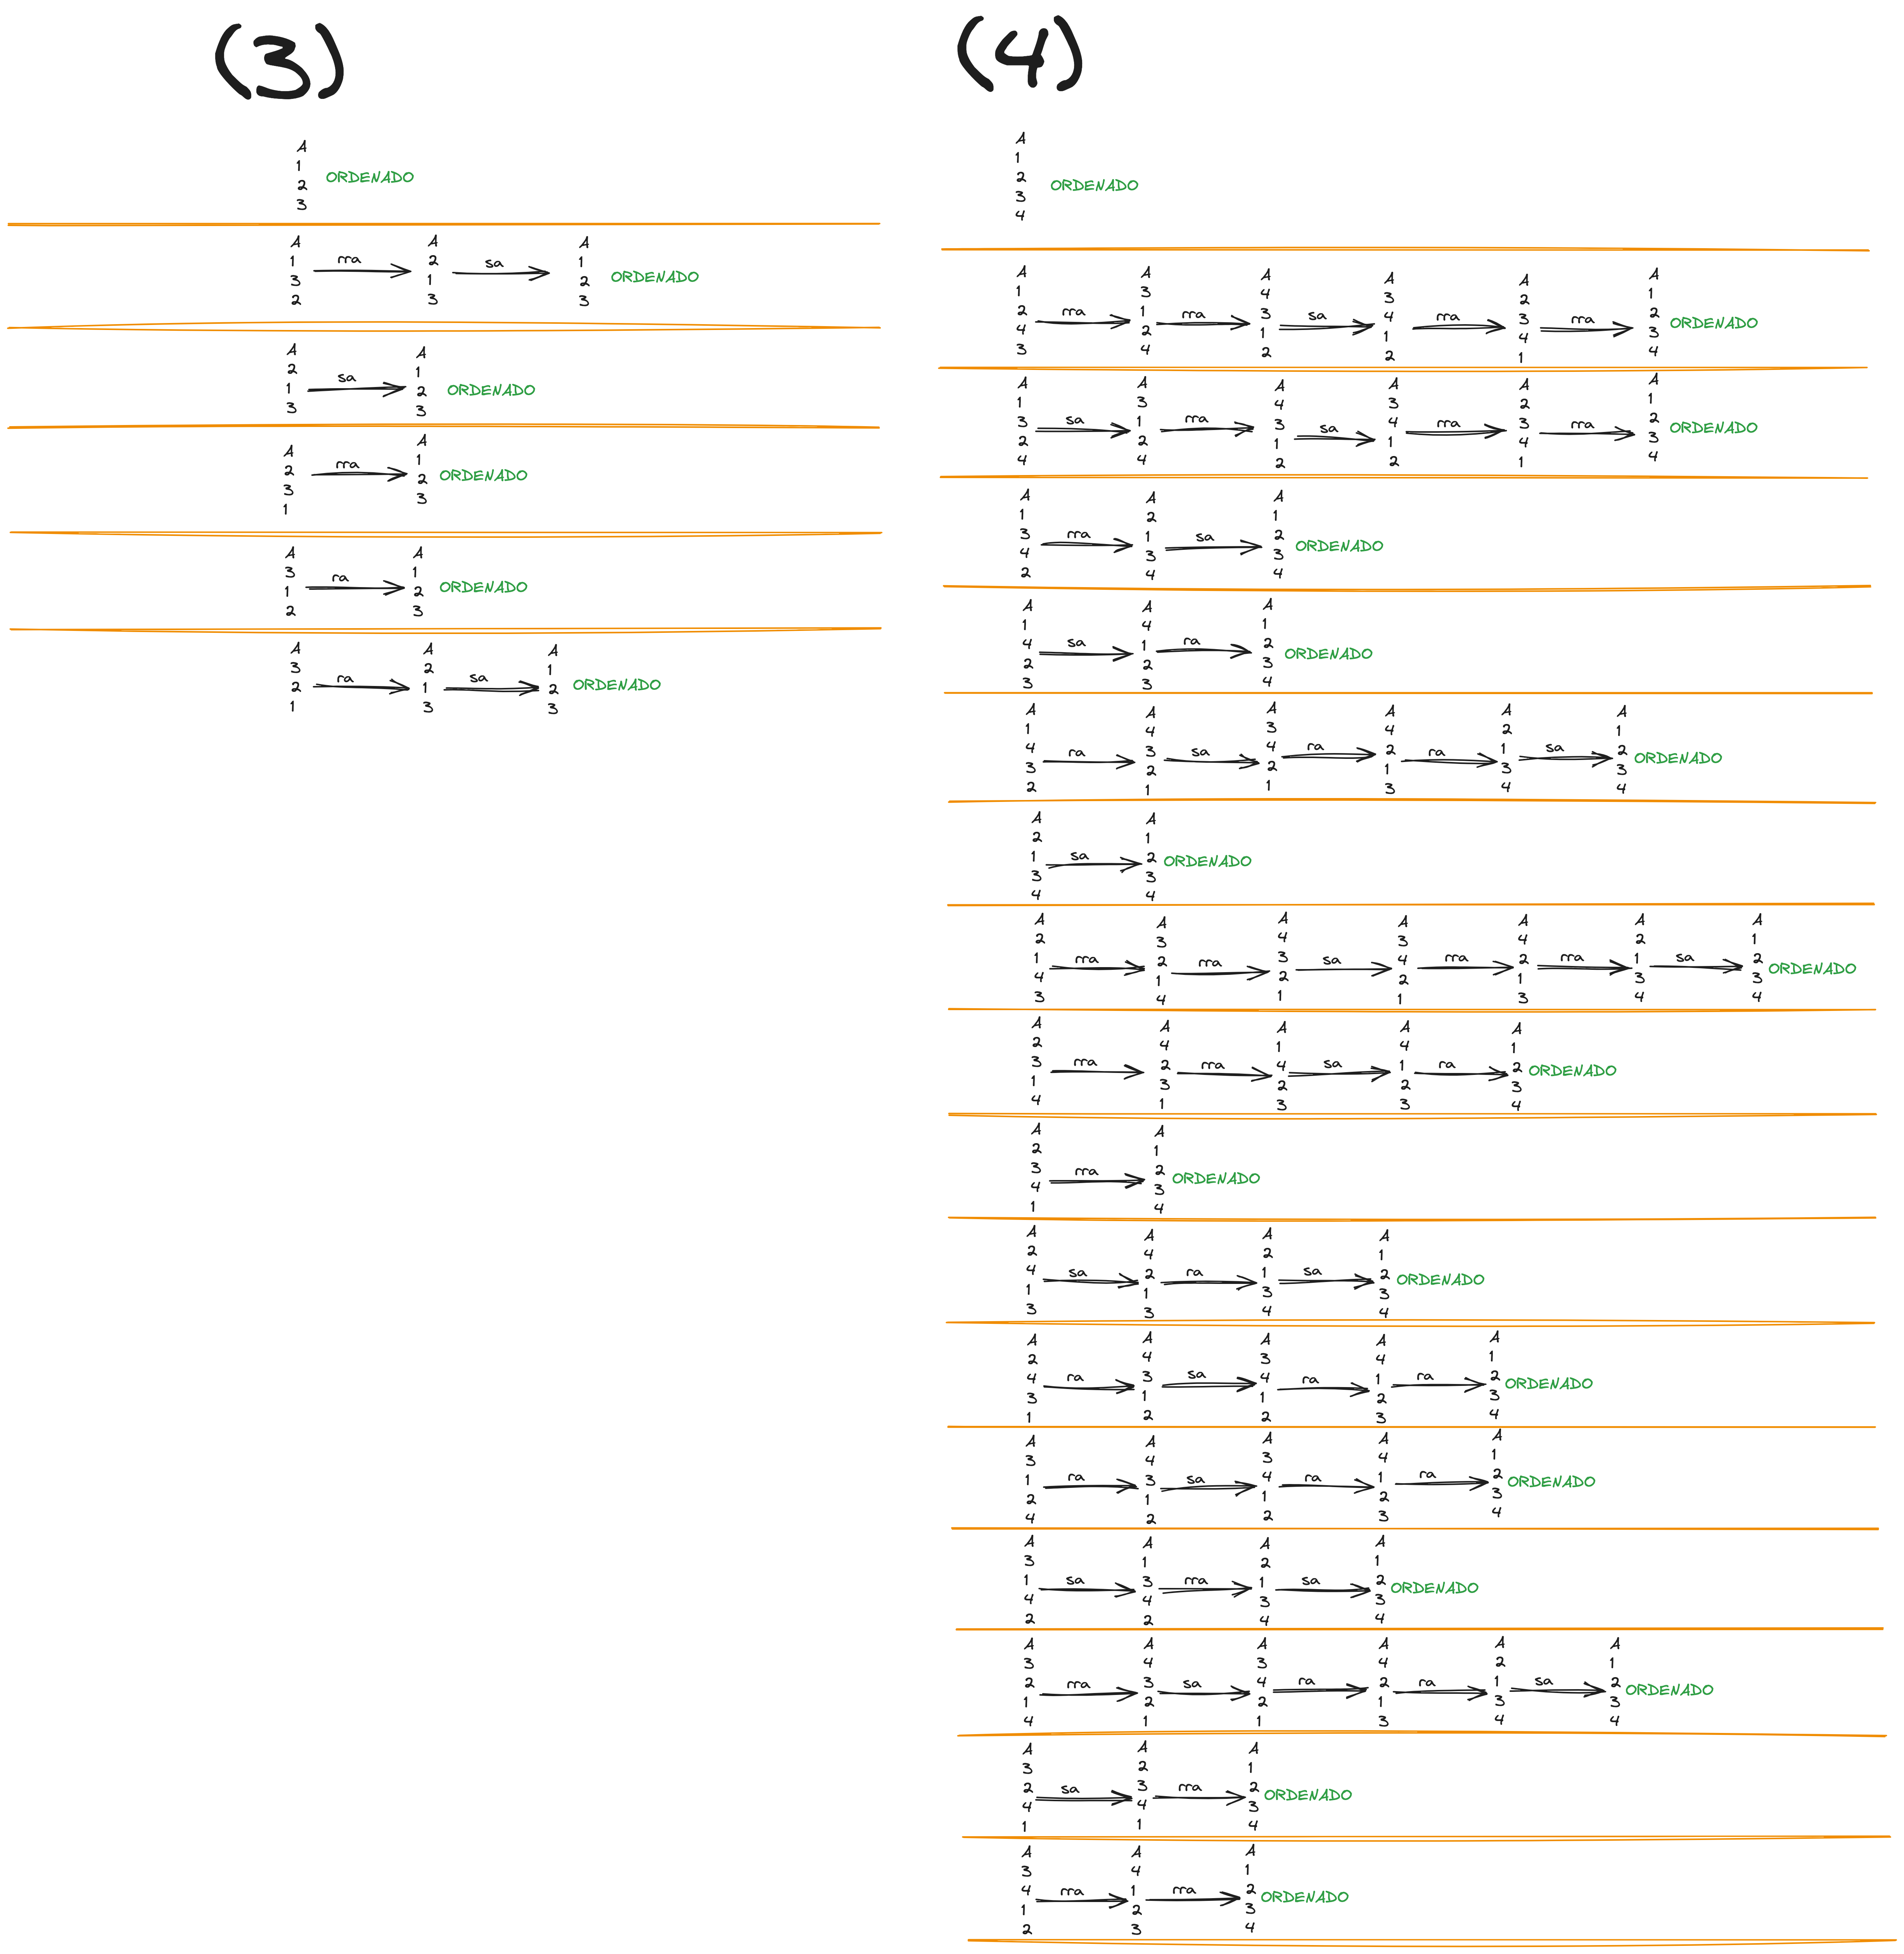 (3)
A
1
2 ORDENADO
3
A A A
1 rra 2 sa 1
3 1 2 ORDENADO
2 3 3
A A
2 sa 1
1 2 ORDENADO
3 3
A A
2 rra 1
3 2 ORDENADO
1 3
A A
3 ra 1
1 2 ORDENADO
2 3
A A A
3 2 1
2 ra 1 sa 2 ORDENADO
1 3 3
(4)
A
1
2 ORDENADO
3
4
A A A A A A
1 3 4 3 2 1
2 rra 1 rra 3 sa 4 rra 3 rra 2
4 2 1 1 4 3 ORDENADO
3 4 2 2 1 4
A A A A A A
1 3 4 3 2 1
3 sa 1 rra 3 sa 4 rra 3 rra 2 ORDENADO
2 2 1 1 4 3
4 4 2 2 1 4
A A A
1 2 1
3 rra 1 sa 2 ORDENADO
4 3 3
2 4 4
A A A
1 4 1
4 sa 1 ra 2 ORDENADO
2 2 3
3 3 4
A A A A A A
1 4 3 4 2 1
4 ra 3 sa 4 ra 2 ra 1 sa 2 ORDENADO
3 2 2 1 3 3
2 1 1 3 4 4
A A
2 1
1 sa 2 ORDENADO
3 3
4 4
A A A A A A A
2 3 4 3 4 2 1
1 rra 2 rra 3 sa 4 rra 2 rra 1 sa 2 ORDENADO
4 1 2 2 1 3 3
3 4 1 1 3 4 4
A A A A A
2 4 1 4 1
3 rra 2 rra 4 sa 1 ra 2 ORDENADO
1 3 2 2 3
4 1 3 3 4
A A
2 1
3 rra 2 ORDENADO
4 3
1 4
A A A A
2 4 2 1
4 sa 2 ra 1 sa 2 ORDENADO
1 1 3 3
3 3 4 4
A A A A A
2 4 3 4 1
4 ra 3 sa 4 ra 1 ra 2 ORDENADO
3 1 1 2 3
1 2 2 3 4
A A A A A
3 4 3 4 1
1 ra 3 sa 4 ra 1 ra 2 ORDENADO
2 1 1 2 3
4 2 2 3 4
A A A A
3 1 2 1
1 sa 3 rra 1 sa 2 ORDENADO
4 4 3 3
2 2 4 4
A A A A A A
3 4 3 4 2 1
2 rra 3 sa 4 ra 2 ra 1 sa 2 ORDENADO
1 2 2 1 3 3
4 1 1 3 4 4
A A A
3 2 1
2 sa 3 rra 2 ORDENADO
4 4 3
1 1 4
A A A
3 4 1
4 rra 1 rra 2 ORDENADO
1 2 3
2 3 4